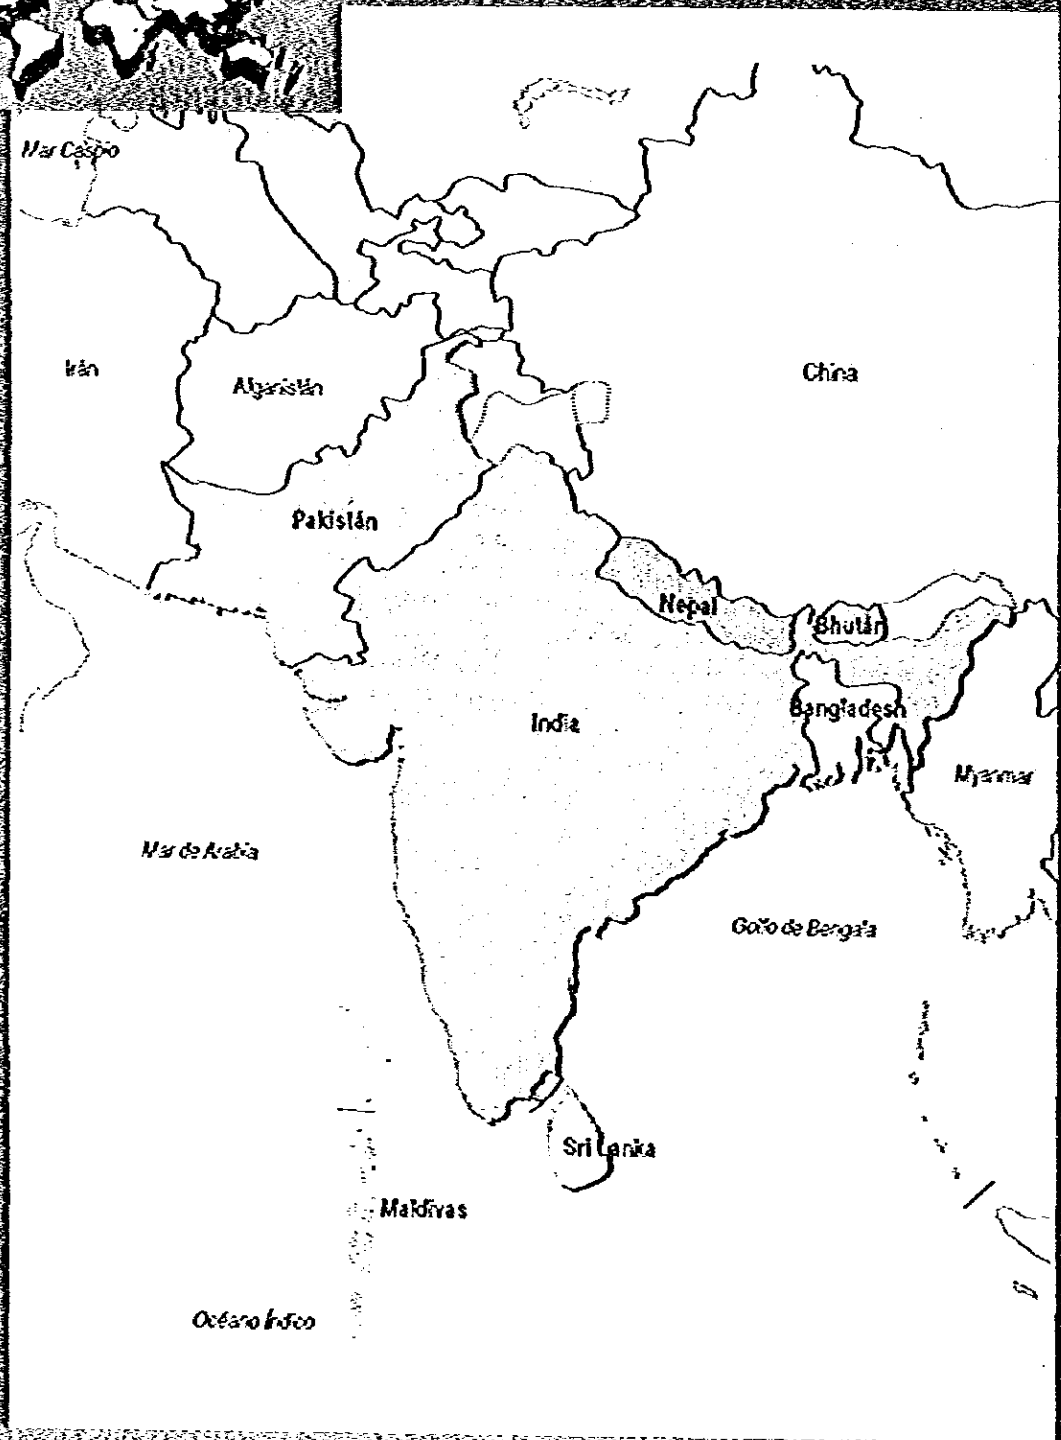 Mar Caspio
Irán
Afganistán
China
Pakistán
Nepal
Bhután
India
Bangladesh
Myanmar
Mar de Arabia
Golfo de Bengala
Sri Lanka
Maldivas
Océano Índico